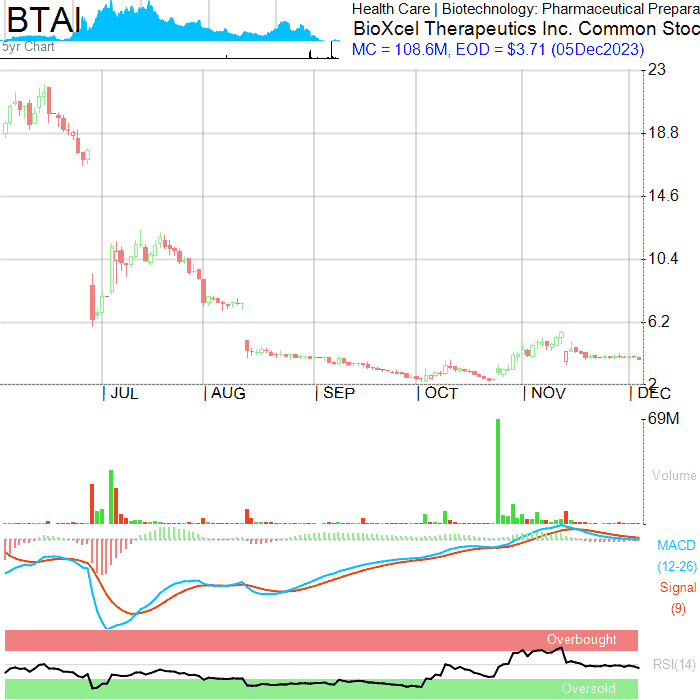 BTAI
5yr Chart
Health Care | Biotechnology: Pharmaceutical Prepara
BioXcel Therapeutics Inc. Common Stoc
MC = 108.6M, EOD = $3.71 (05Dec2023)
23
18.8
14.6
10.4
6.2
2
JUL AUG SEP OCT NOV DEC
69M
Volume
MACD
(12-26)
Signal
(9)
Overbought
RSI(14)
Oversold